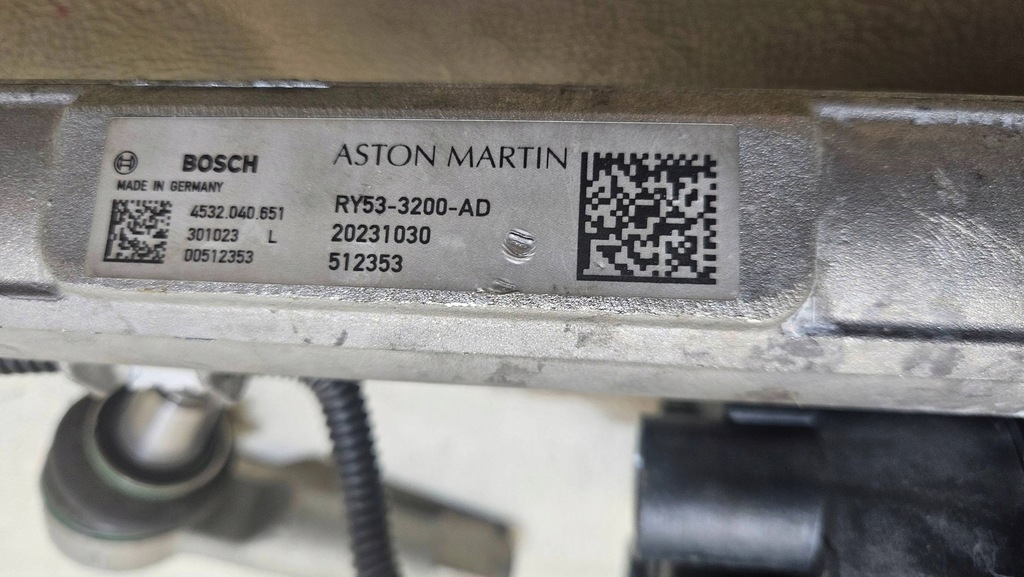 BOSCH
MADE IN GERMANY
4532.040.651
301023 L
00512353
ASTON MARTIN
RY53-3200-AD
20231030
512353